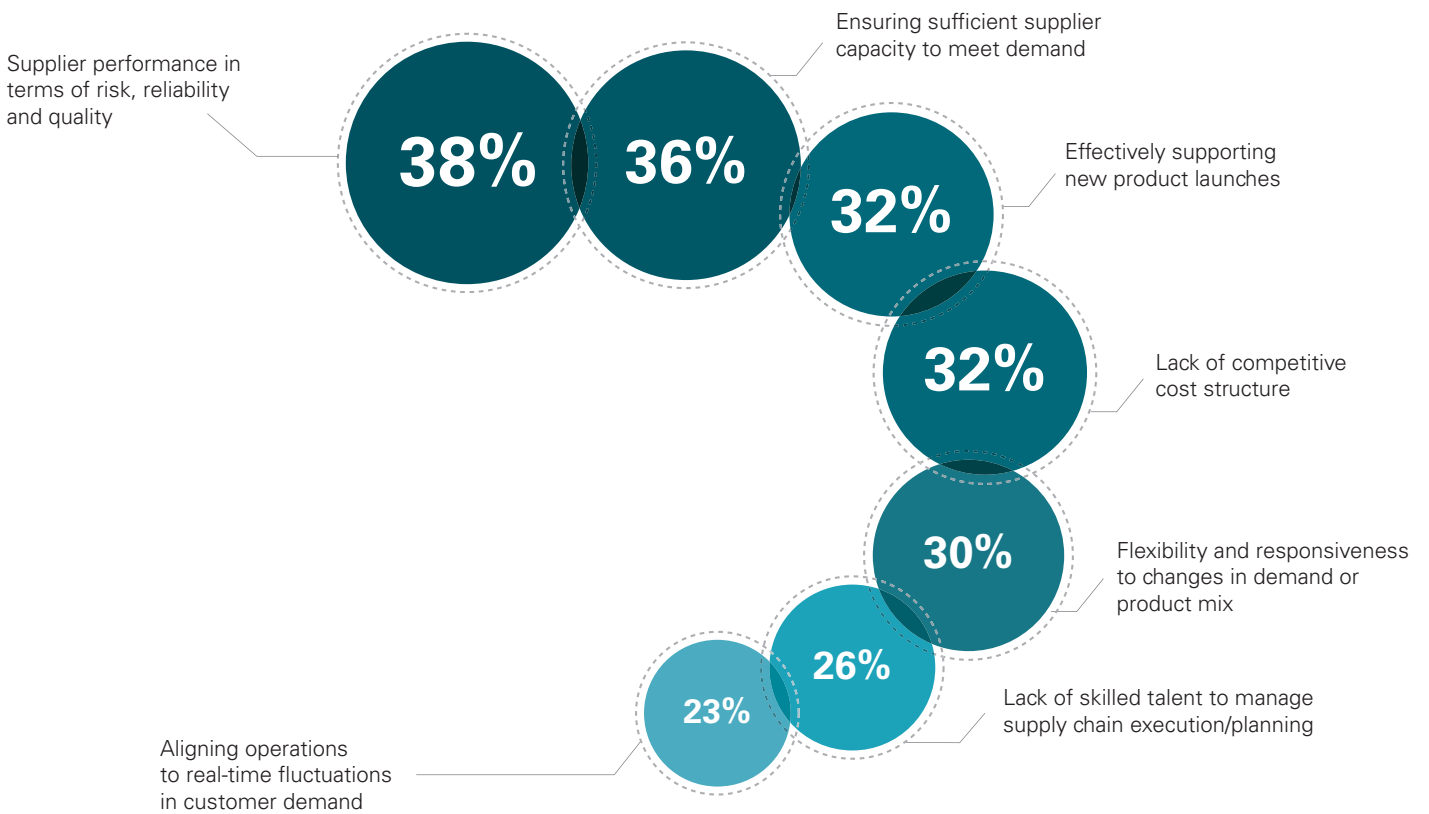 Supplier performance in
terms of risk, reliability
and quality
38%
36%
Ensuring sufficient supplier
capacity to meet demand
32%
Effectively supporting
new product launches
32%
Lack of competitive
cost structure
30%
Flexibility and responsiveness
to changes in demand or
product mix
26%
Lack of skilled talent to manage
supply chain execution/planning
23%
Aligning operations
to real-time fluctuations
in customer demand